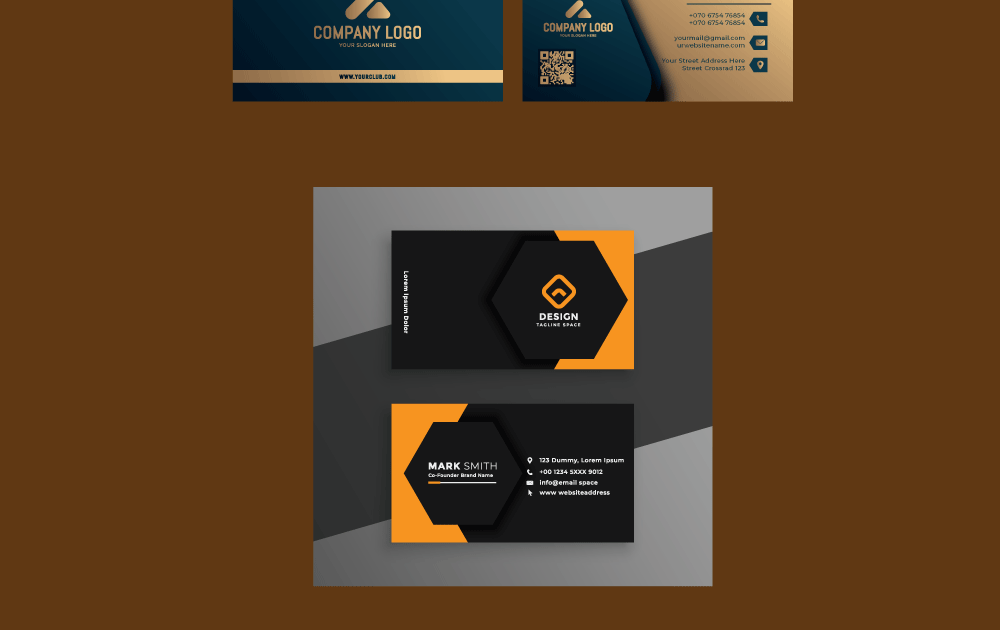 COMPANY LOGO
YOUR SLOGAN HERE
WWW.YOURCLUB.COM
COMPANY LOGO
YOUR SLOGAN HERE
+070 6754 76854
+070 6754 76854
yourmail@gmail.com
urwebsitename.com
Your Street Address Here
Street Crossrad 123
Lorem Ipsum Dolor
DESIGN
TAGLINE SPACE
MARK SMITH
Co-Founder Brand Name
123 Dummy, Lorem Ipsum
+00 1234 5XXX 9012
info@email space
www websiteaddress